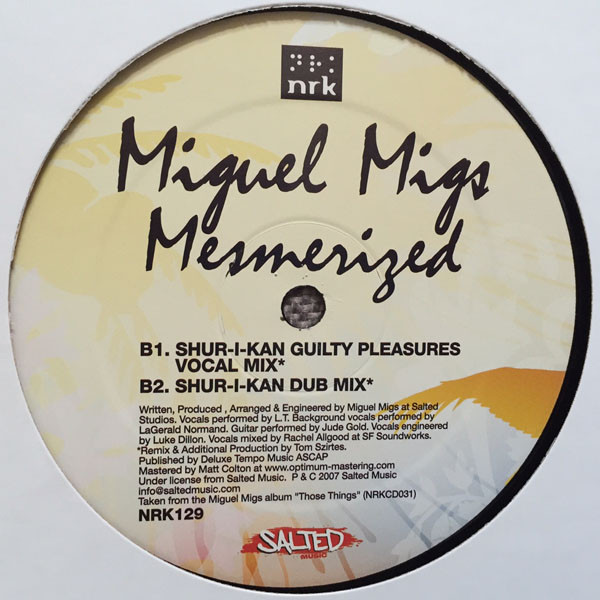 nrk
Miguel Migs
Mesmerized
B1. SHUR-I-KAN GUILTY PLEASURES
VOCAL MIX*
B2. SHUR-I-KAN DUB MIX*
Written, Produced , Arranged & Engineered by Miguel Migs at Salted
Studios. Vocals performed by L.T. Background vocals performed by
LaGerald Normand. Guitar performed by Jude Gold. Vocals engineered
by Luke Dillon. Vocals mixed by Rachel Allgood at SF Soundworks.
*Remix & Additional Production by Tom Szirtes.
Published by Deluxe Tempo Music ASCAP
Mastered by Matt Colton at www.optimum-mastering.com
Under license from Salted Music. P & C 2007 Salted Music
info@saltedmusic.com
Taken from the Miguel Migs album "Those Things" (NRKCD031)
NRK129
SALTED
MUSIC